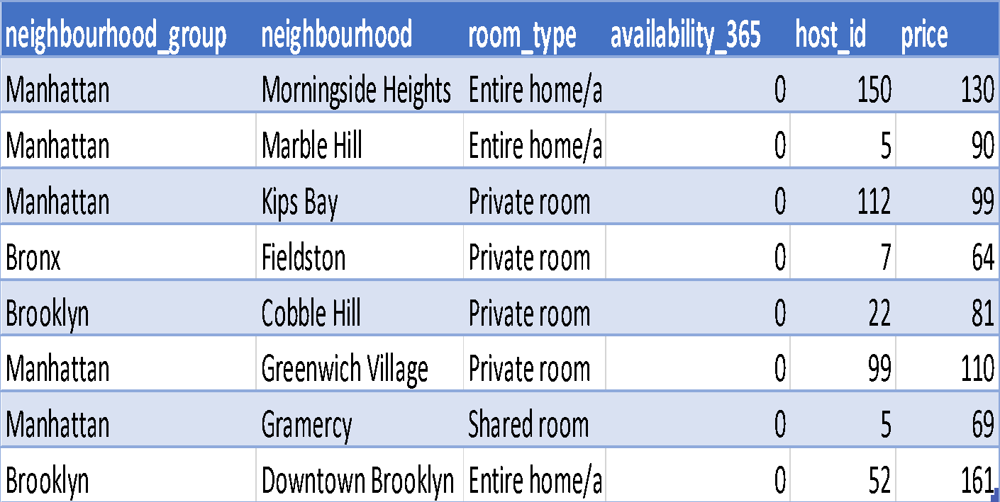 neighbourhood_group neighbourhood room_type availability_365 host_id price
Manhattan Morningside Heights Entire home/a 0 150 130
Manhattan Marble Hill Entire home/a 0 5 90
Manhattan Kips Bay Private room 0 112 99
Bronx Fieldston Private room 0 7 64
Brooklyn Cobble Hill Private room 0 22 81
Manhattan Greenwich Village Private room 0 99 110
Manhattan Gramercy Shared room 0 5 69
Brooklyn Downtown Brooklyn Entire home/a 0 52 161